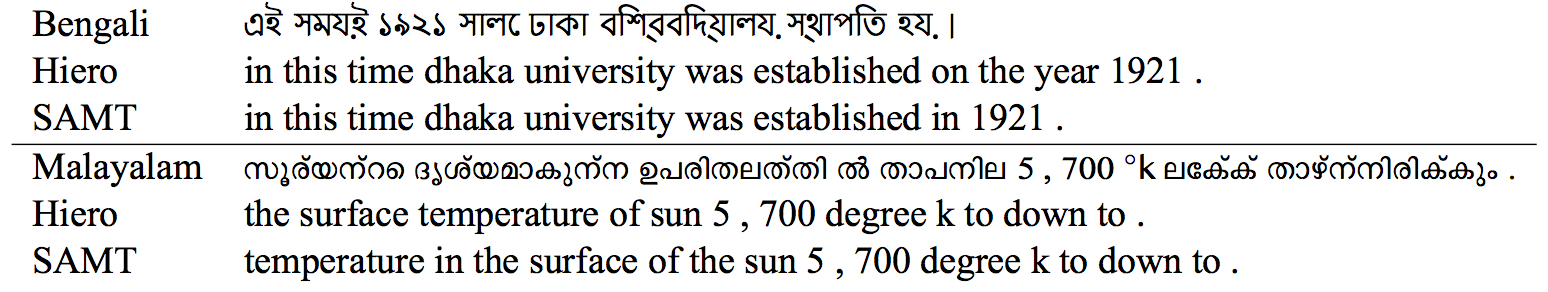 Bengali এই সময়ই ১৯২১ সালে ঢাকা বিশ্ববিদ্যালয় স্থাপিত হয় ।
Hiero in this time dhaka university was established on the year 1921 .
SAMT in this time dhaka university was established in 1921 .
Malayalam സൂര്യന്റെ ദൃശ്യമാകുന്ന ഉപരിതലത്തി ൽ താപനില 5 , 700 °k ലേക്ക് താഴ്ന്നിരിക്കും .
Hiero the surface temperature of sun 5 , 700 degree k to down to .
SAMT temperature in the surface of the sun 5 , 700 degree k to down to .